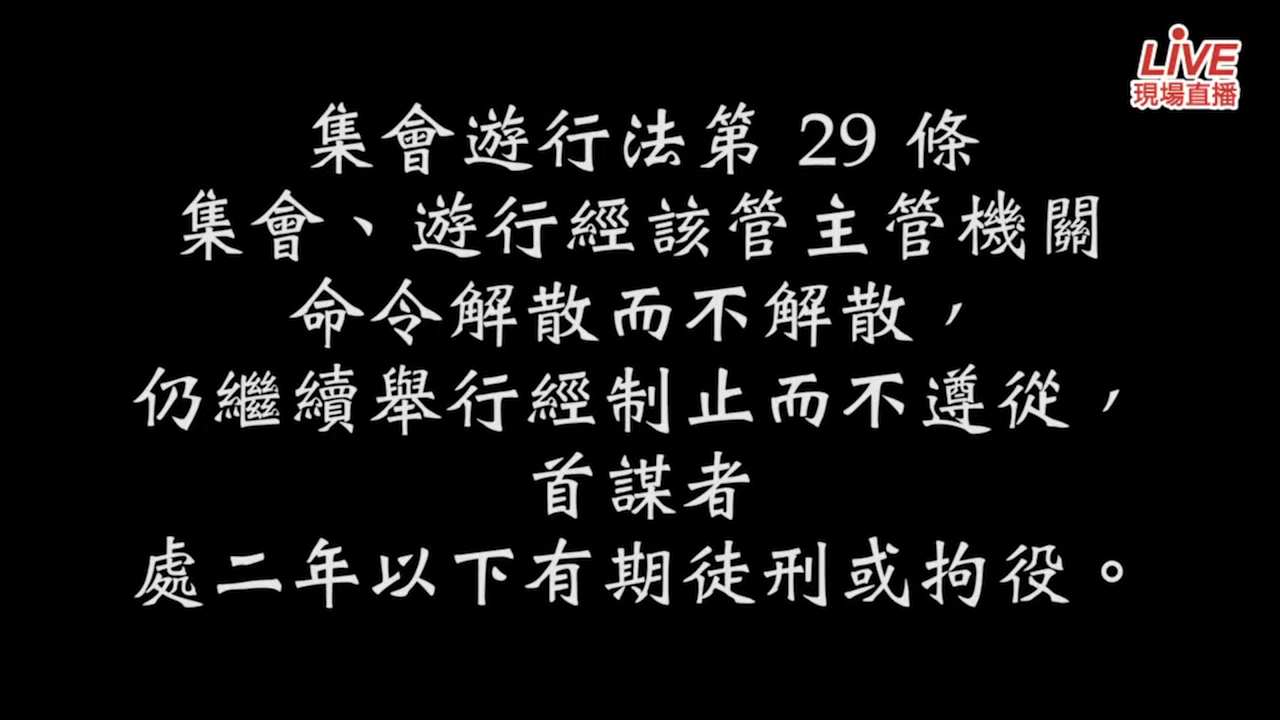 LIVE
現場直播
集會遊行法第 29 條
集會、遊行經該管主管機關
命令解散而不解散，
仍繼續舉行經制止而不遵從，
首謀者
處二年以下有期徒刑或拘役。